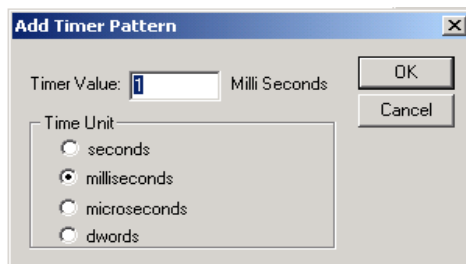 Add Timer Pattern
Timer Value: 1 Milli Seconds
OK
Cancel
Time Unit
seconds
milliseconds
microseconds
dwords